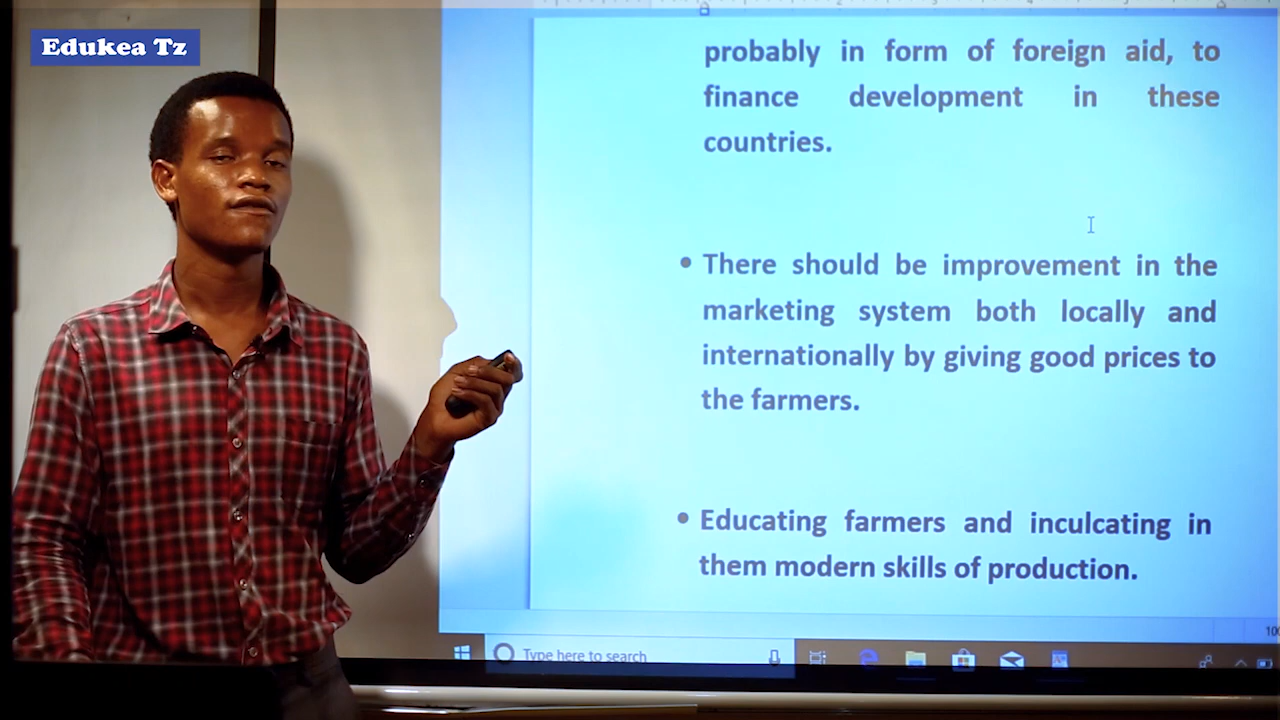 Edukea Tz
probably in form of foreign aid, to
finance development in these
countries.
• There should be improvement in the
marketing system both locally and
internationally by giving good prices to
the farmers.
• Educating farmers and inculcating in
them modern skills of production.
100
Type here to search